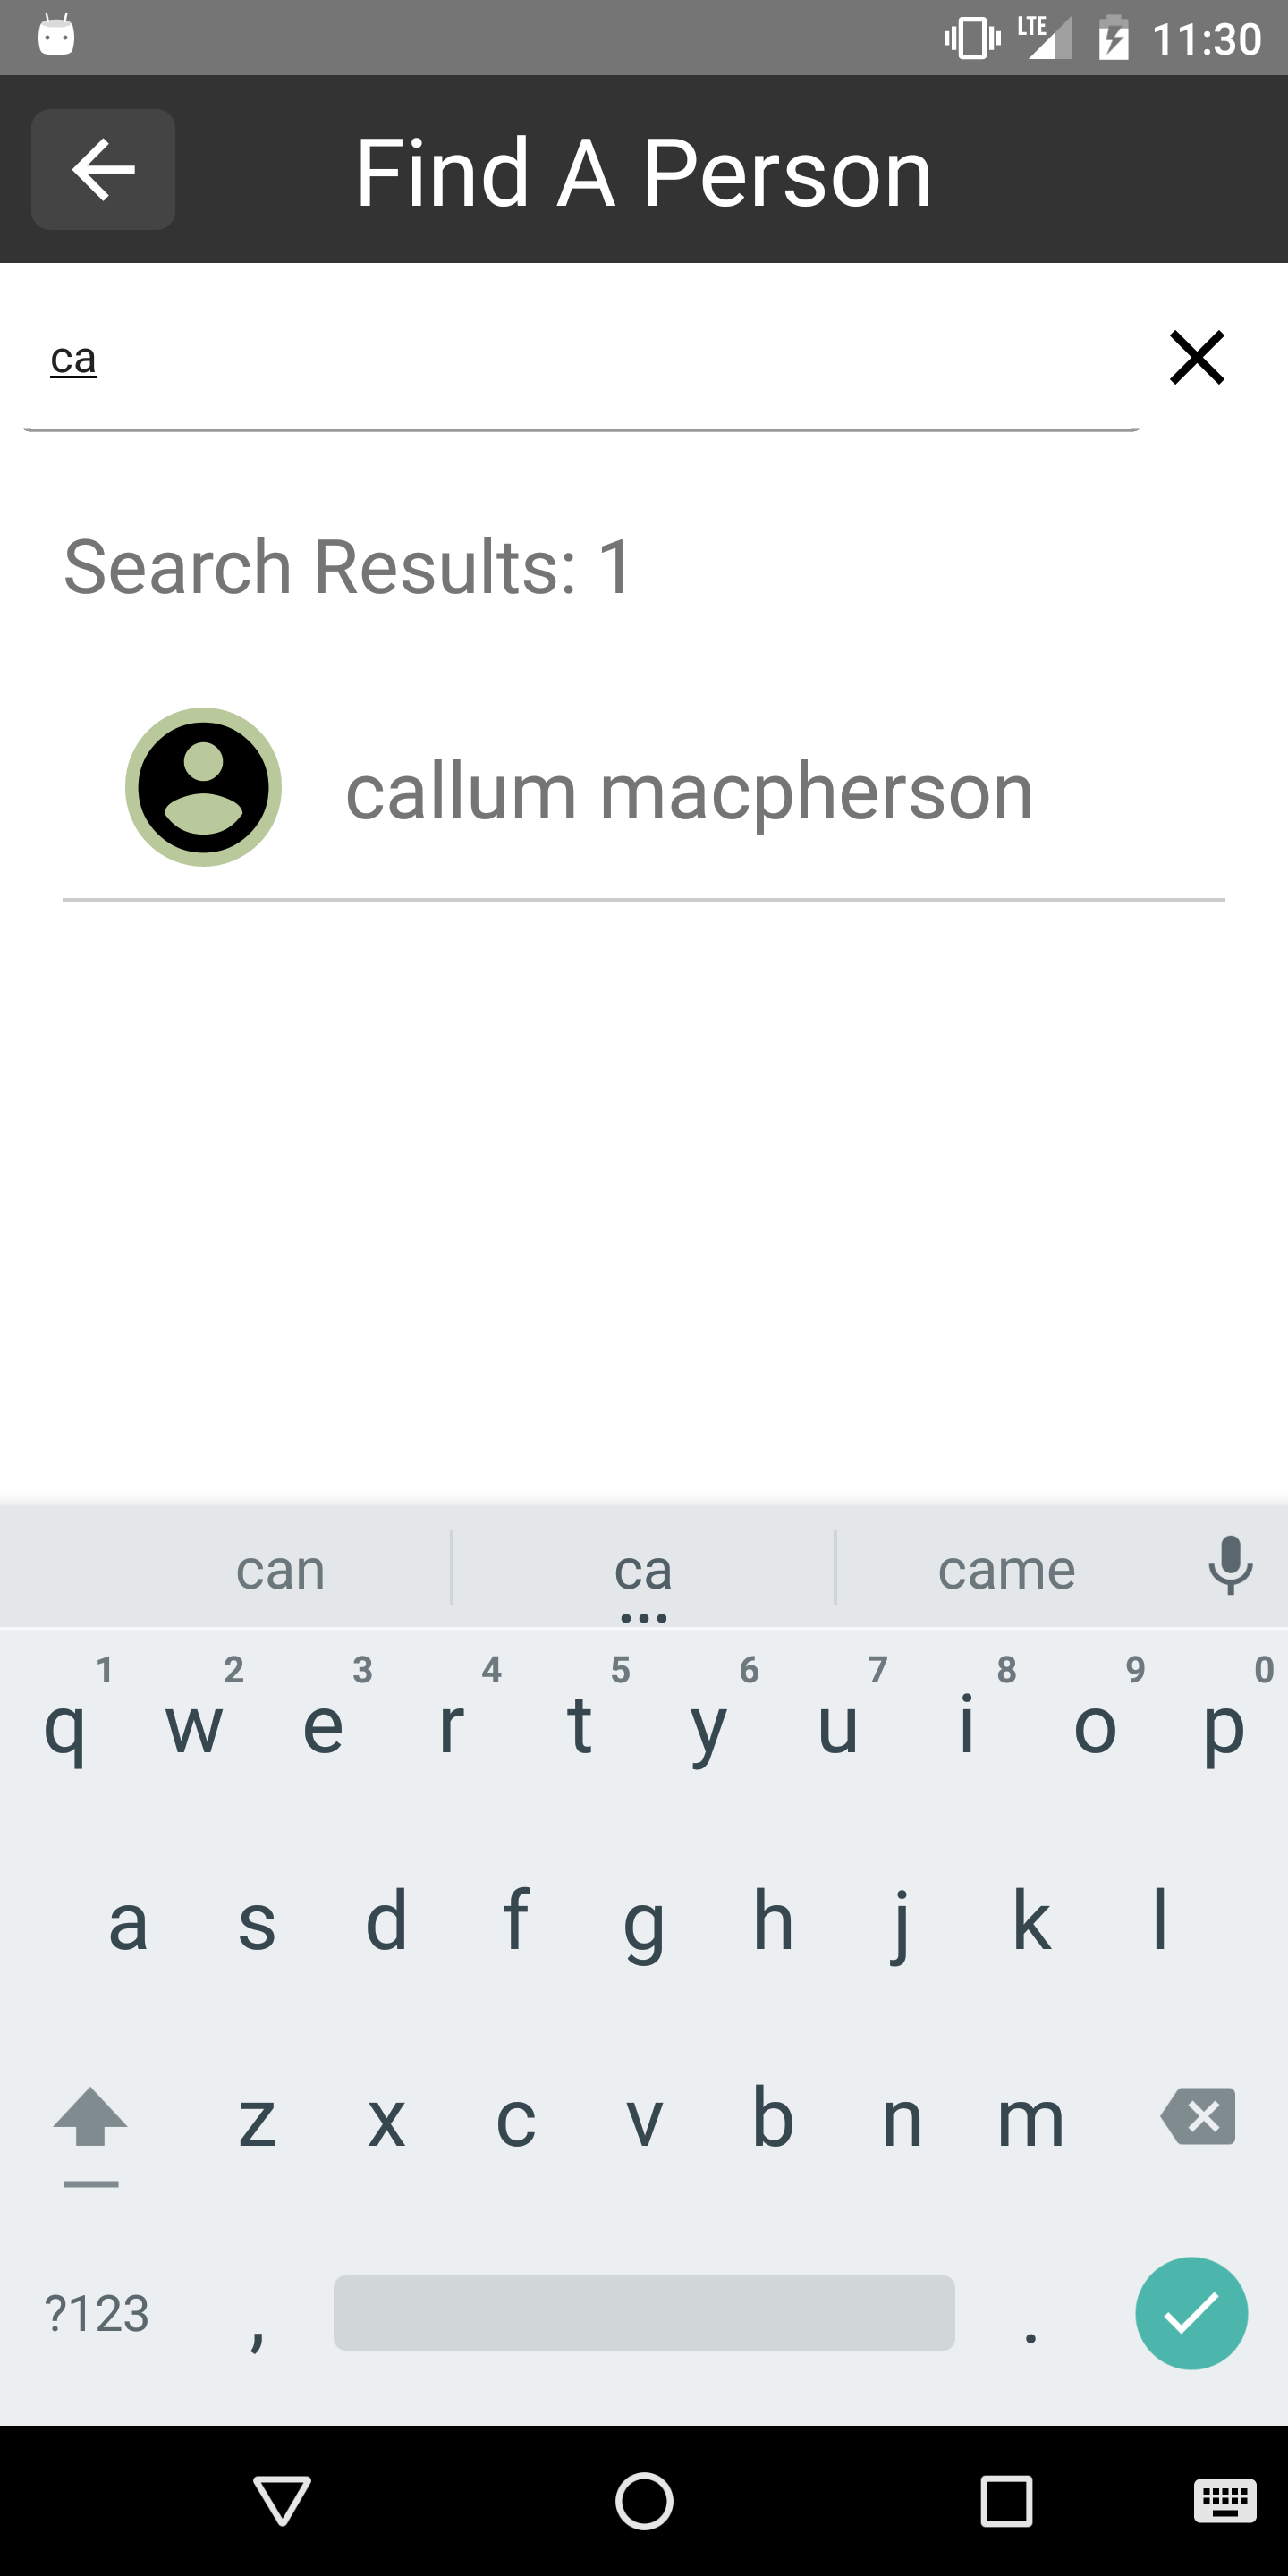 LTE 11:30
Find A Person
ca
Search Results: 1
callum macpherson
can ca came
1 2 3 4 5 6 7 8 9 0
q w e r t y u i o p
a s d f g h j k l
z x c v b n m
?123 , .